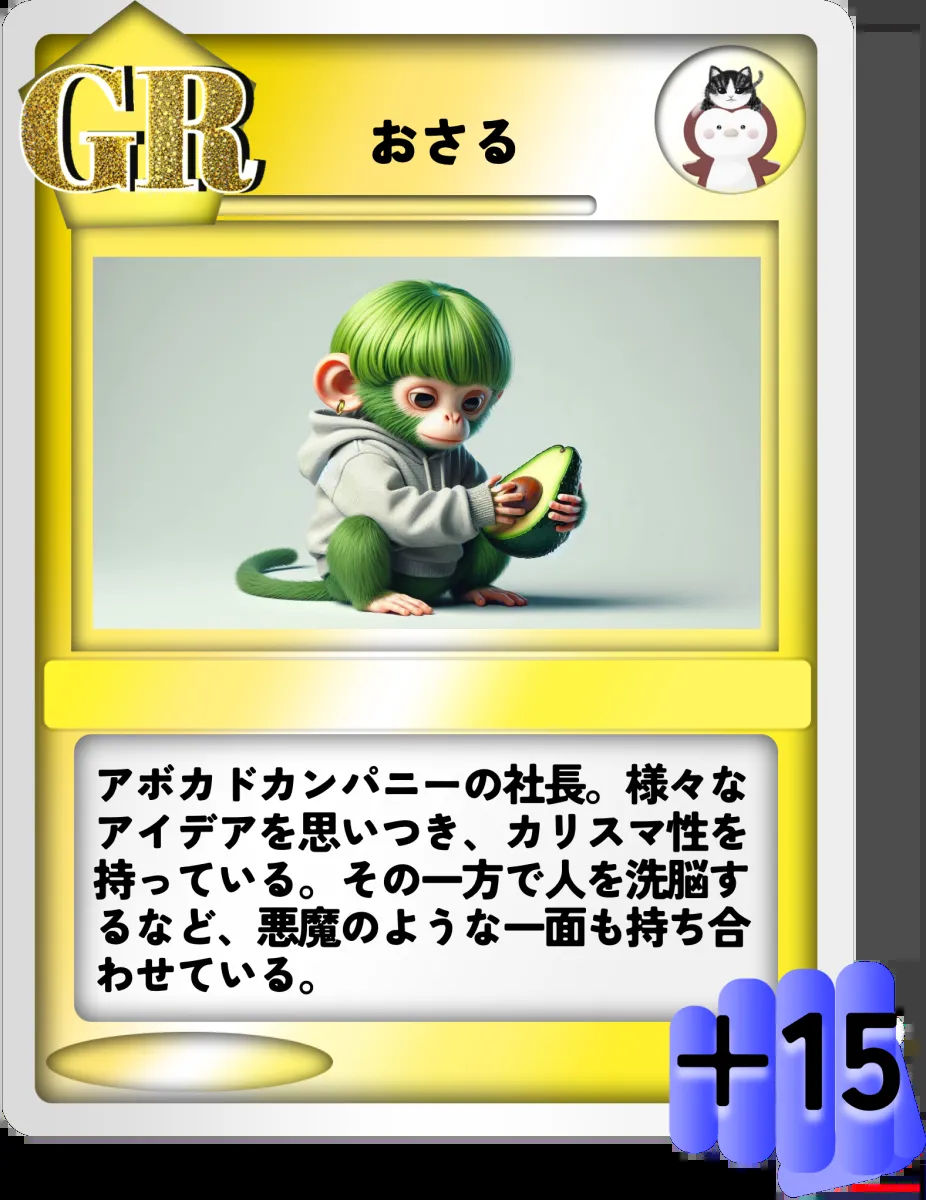 GR
おさる
アボカドカンパニーの社長。様々な
アイデアを思いつき、カリスマ性を
持っている。その一方で人を洗脳す
るなど、悪魔のような一面も持ち合
わせている。
+15